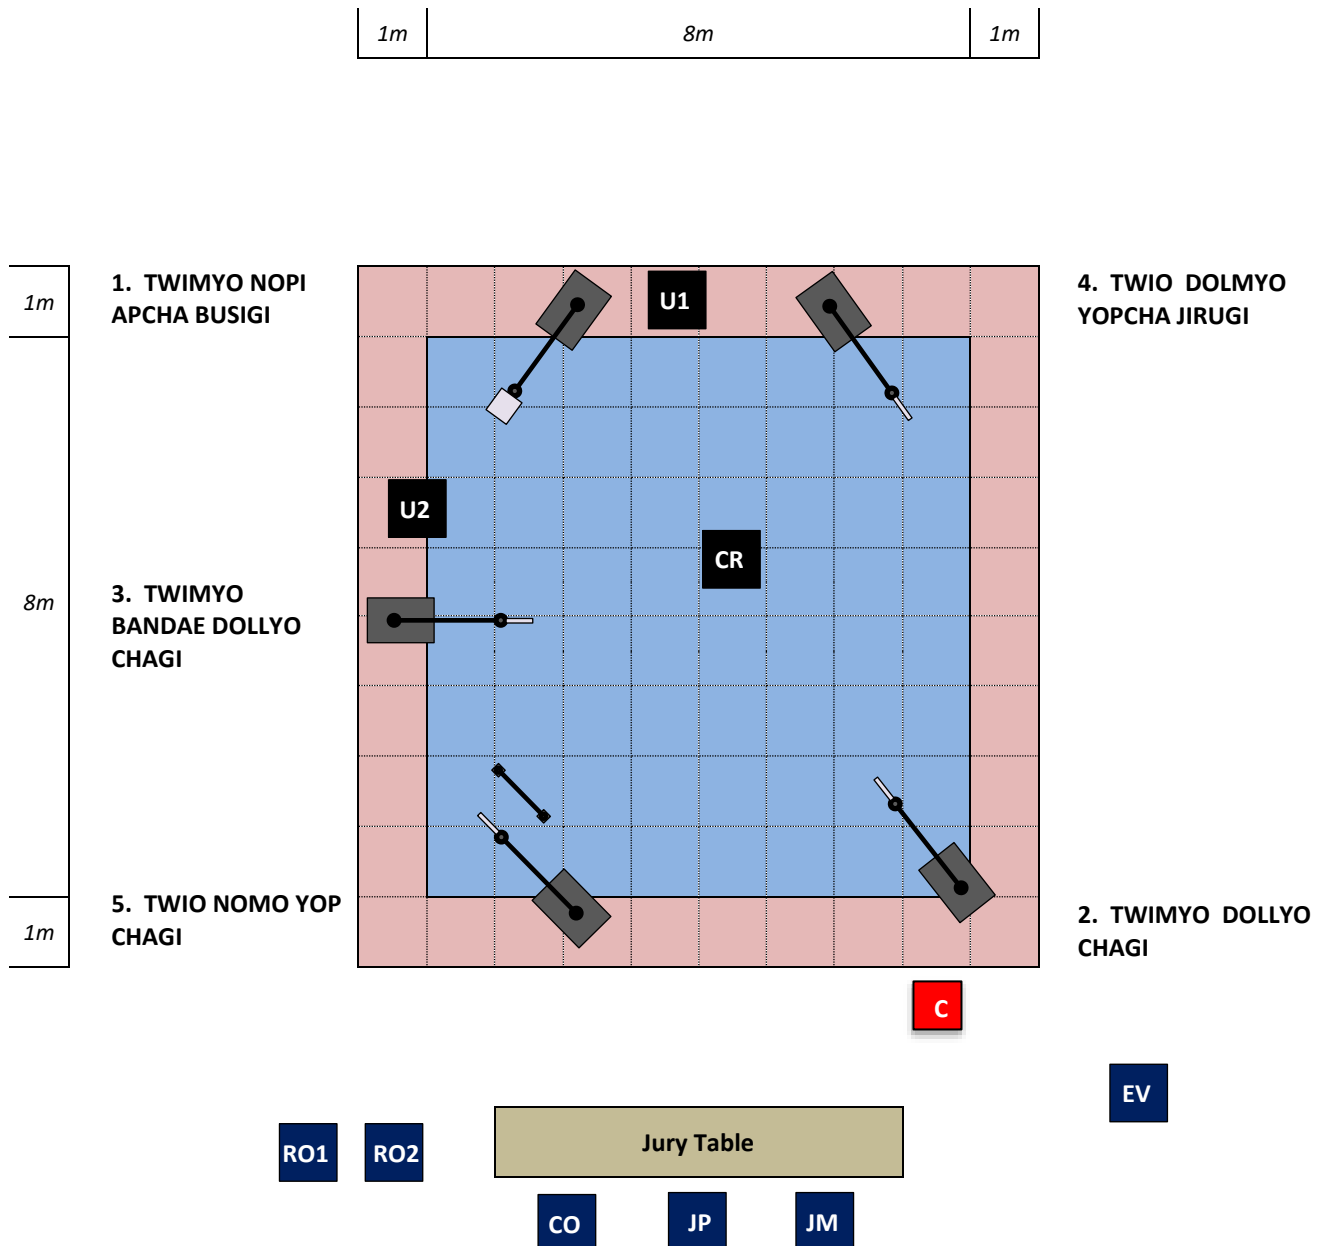 1m
8m
1m
1m
1. TWIMYO NOPI
APCHA BUSIGI
U1
4. TWIO DOLMYO
YOPCHA JIRUGI
U2
CR
8m
3. TWIMYO
BANDAE DOLLYO
CHAGI
5. TWIO NOMO YOP
CHAGI
1m
2. TWIMYO DOLLYO
CHAGI
C
EV
RO1
RO2
Jury Table
CO
JP
JM